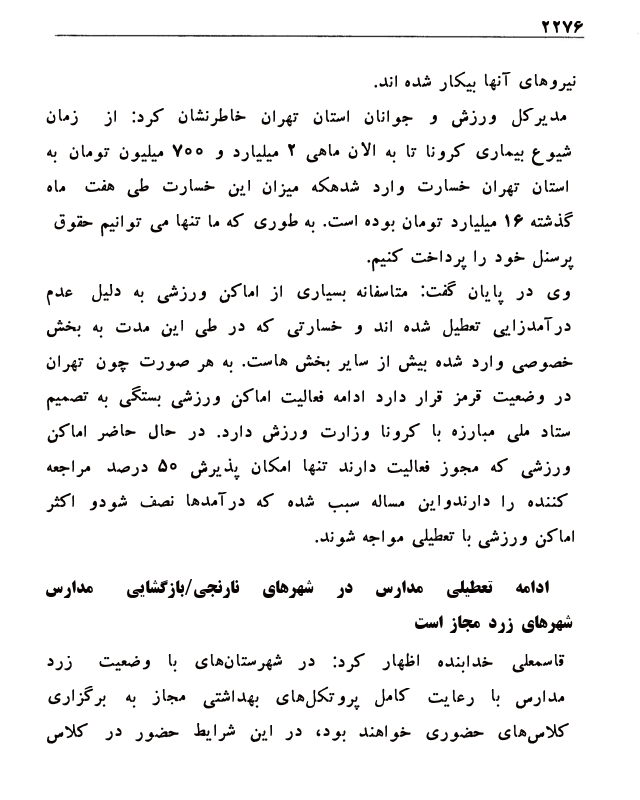 ۲۲۷۶
نیروهای آنها بیکار شده اند.
مدیرکل ورزش و جوانان استان تهران خاطرنشان کرد: از زمان
شیوع بیماری کرونا تا به الان ماهی ۲ میلیارد و ۷۰۰ میلیون تومان به
استان تهران خسارت وارد شدهکه میزان این خسارت طی هفت ماه
گذشته ۱۶ میلیارد تومان بوده است. به طوری که ما تنها می توانیم حقوق
پرسنل خود را پرداخت کنیم.
وی در پایان گفت: متاسفانه بسیاری از اماکن ورزشی به دلیل عدم
درآمدزایی تعطیل شده اند و خسارتی که در طی این مدت به بخش
خصوصی وارد شده بیش از سایر بخش هاست. به هر صورت چون تهران
در وضعیت قرمز قرار دارد ادامه فعالیت اماکن ورزشی بستگی به تصمیم
ستاد ملی مبارزه با کرونا وزارت ورزش دارد. در حال حاضر اماکن
ورزشی که مجوز فعالیت دارند تنها امکان پذیرش ۵۰ درصد مراجعه
کننده را دارندواین مساله سبب شده که درآمدها نصف شودو اکثر
اماکن ورزشی با تعطیلی مواجه شوند.
ادامه تعطیلی مدارس در شهرهای نارنجی/بازگشایی مدارس
شهرهای زرد مجاز است
قاسمعلی خدابنده اظهار کرد: در شهرستان‌های با وضعیت زرد
مدارس با رعایت کامل پروتکل‌های بهداشتی مجاز به برگزاری
کلاس‌های حضوری خواهند بود، در این شرایط حضور در کلاس